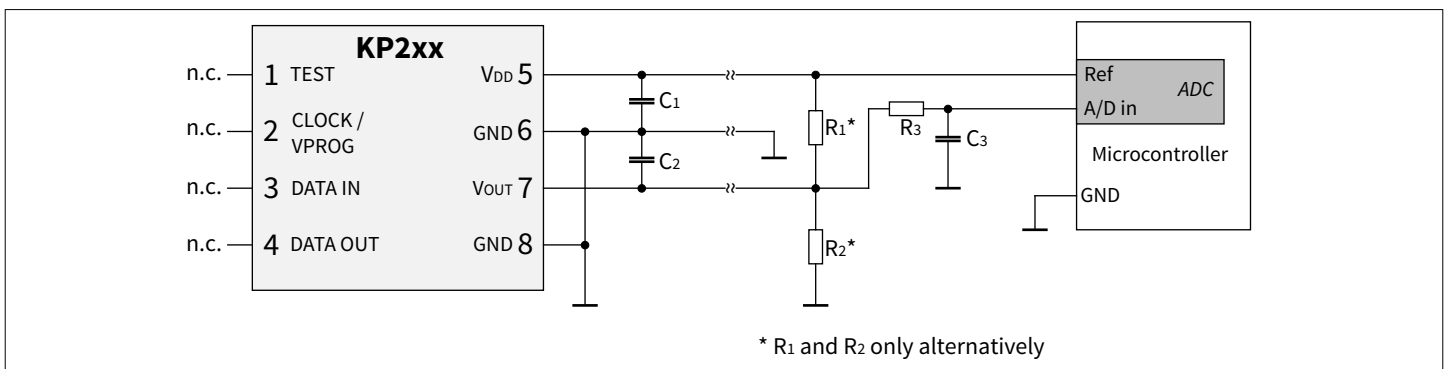 KP2xx
n.c. 1 TEST
n.c. 2 CLOCK /
VPROG
n.c. 3 DATA IN
n.c. 4 DATA OUT
VDD 5
GND 6
VOUT 7
GND 8
C1
C2
R1*
R2*
R3
C3
Ref
ADC
A/D in
Microcontroller
GND
* R1 and R2 only alternatively